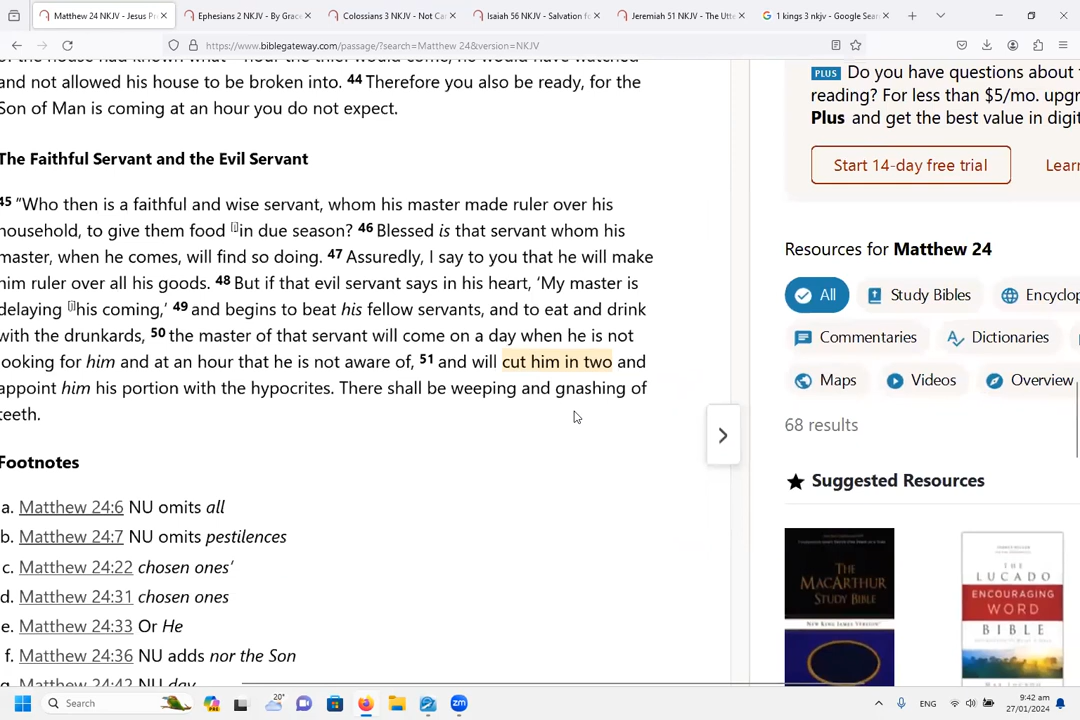 Matthew 24 NKJV - Jesus Pr
Ephesians 2 NKJV - By Grace
Colossians 3 NKJV - Not Ca
Isaiah 56 NKJV - Salvation fo
Jeremiah 51 NKJV - The Utte
1 kings 3 nkjv - Google Sear
https://www.biblegateway.com/passage/?search=Matthew 24&version=NKJV
and not allowed his house to be broken into. 44 Therefore you also be ready, for the
Son of Man is coming at an hour you do not expect.
The Faithful Servant and the Evil Servant
45 "Who then is a faithful and wise servant, whom his master made ruler over his
household, to give them food [i]in due season? 46 Blessed is that servant whom his
master, when he comes, will find so doing. 47 Assuredly, I say to you that he will make
him ruler over all his goods. 48 But if that evil servant says in his heart, ‘My master is
delaying [j]his coming,’ 49 and begins to beat his fellow servants, and to eat and drink
with the drunkards, 50 the master of that servant will come on a day when he is not
looking for him and at an hour that he is not aware of, 51 and will cut him in two and
appoint him his portion with the hypocrites. There shall be weeping and gnashing of
teeth.
Footnotes
a. Matthew 24:6 NU omits all
b. Matthew 24:7 NU omits pestilences
c. Matthew 24:22 chosen ones’
d. Matthew 24:31 chosen ones
e. Matthew 24:33 Or He
f. Matthew 24:36 NU adds nor the Son
g. Matthew 24:42 NU day
PLUS Do you have questions about
reading? For less than $5/mo. upgr
Plus and get the best value in digit
Start 14-day free trial
Lear
Resources for Matthew 24
All
Study Bibles
Encyclop
Commentaries
Dictionaries
Maps
Videos
Overview
68 results
Suggested Resources
THE
MACARTHUR
STUDY BIBLE
NEW KING JAMES VERSION
THE
LUCADO
ENCOURAGING
WORD
BIBLE
Search
20°
zm
ENG
9:42 am
27/01/2024